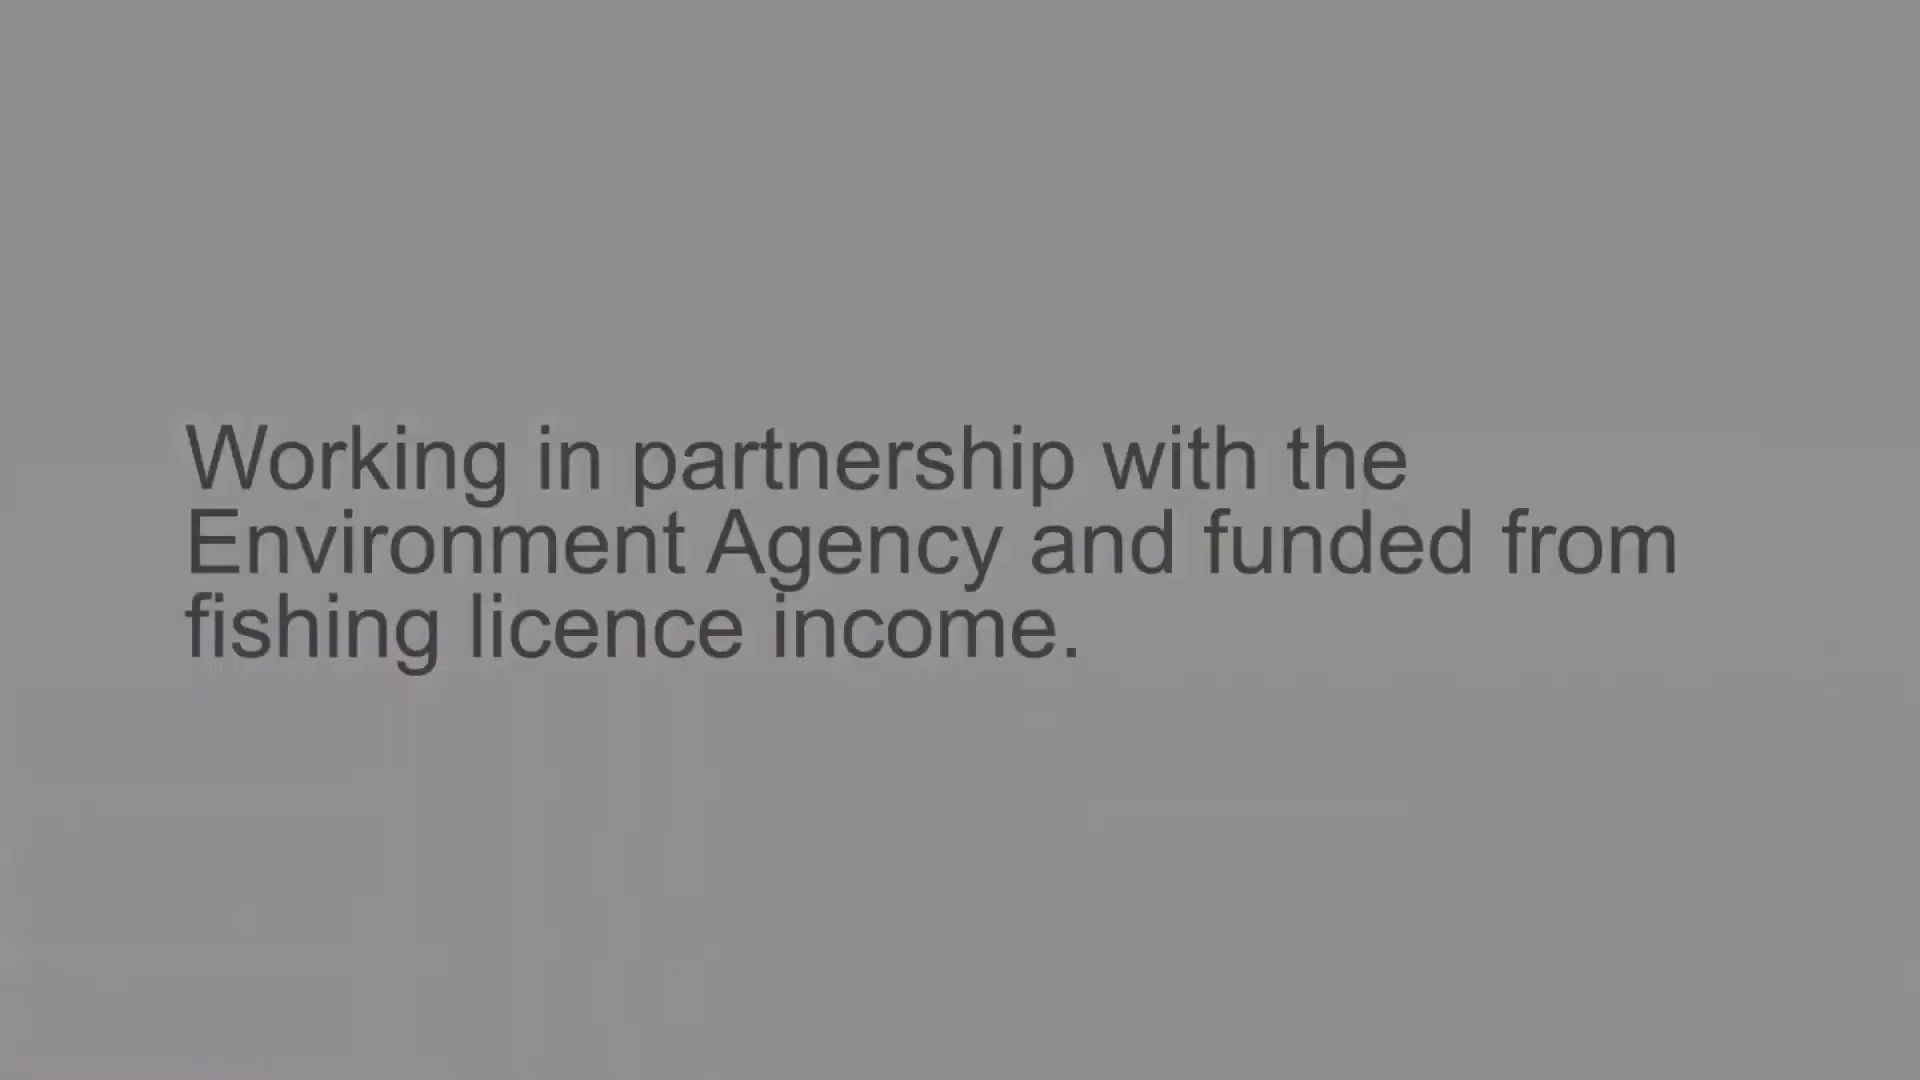 Working in partnership with the
Environment Agency and funded from
fishing licence income.